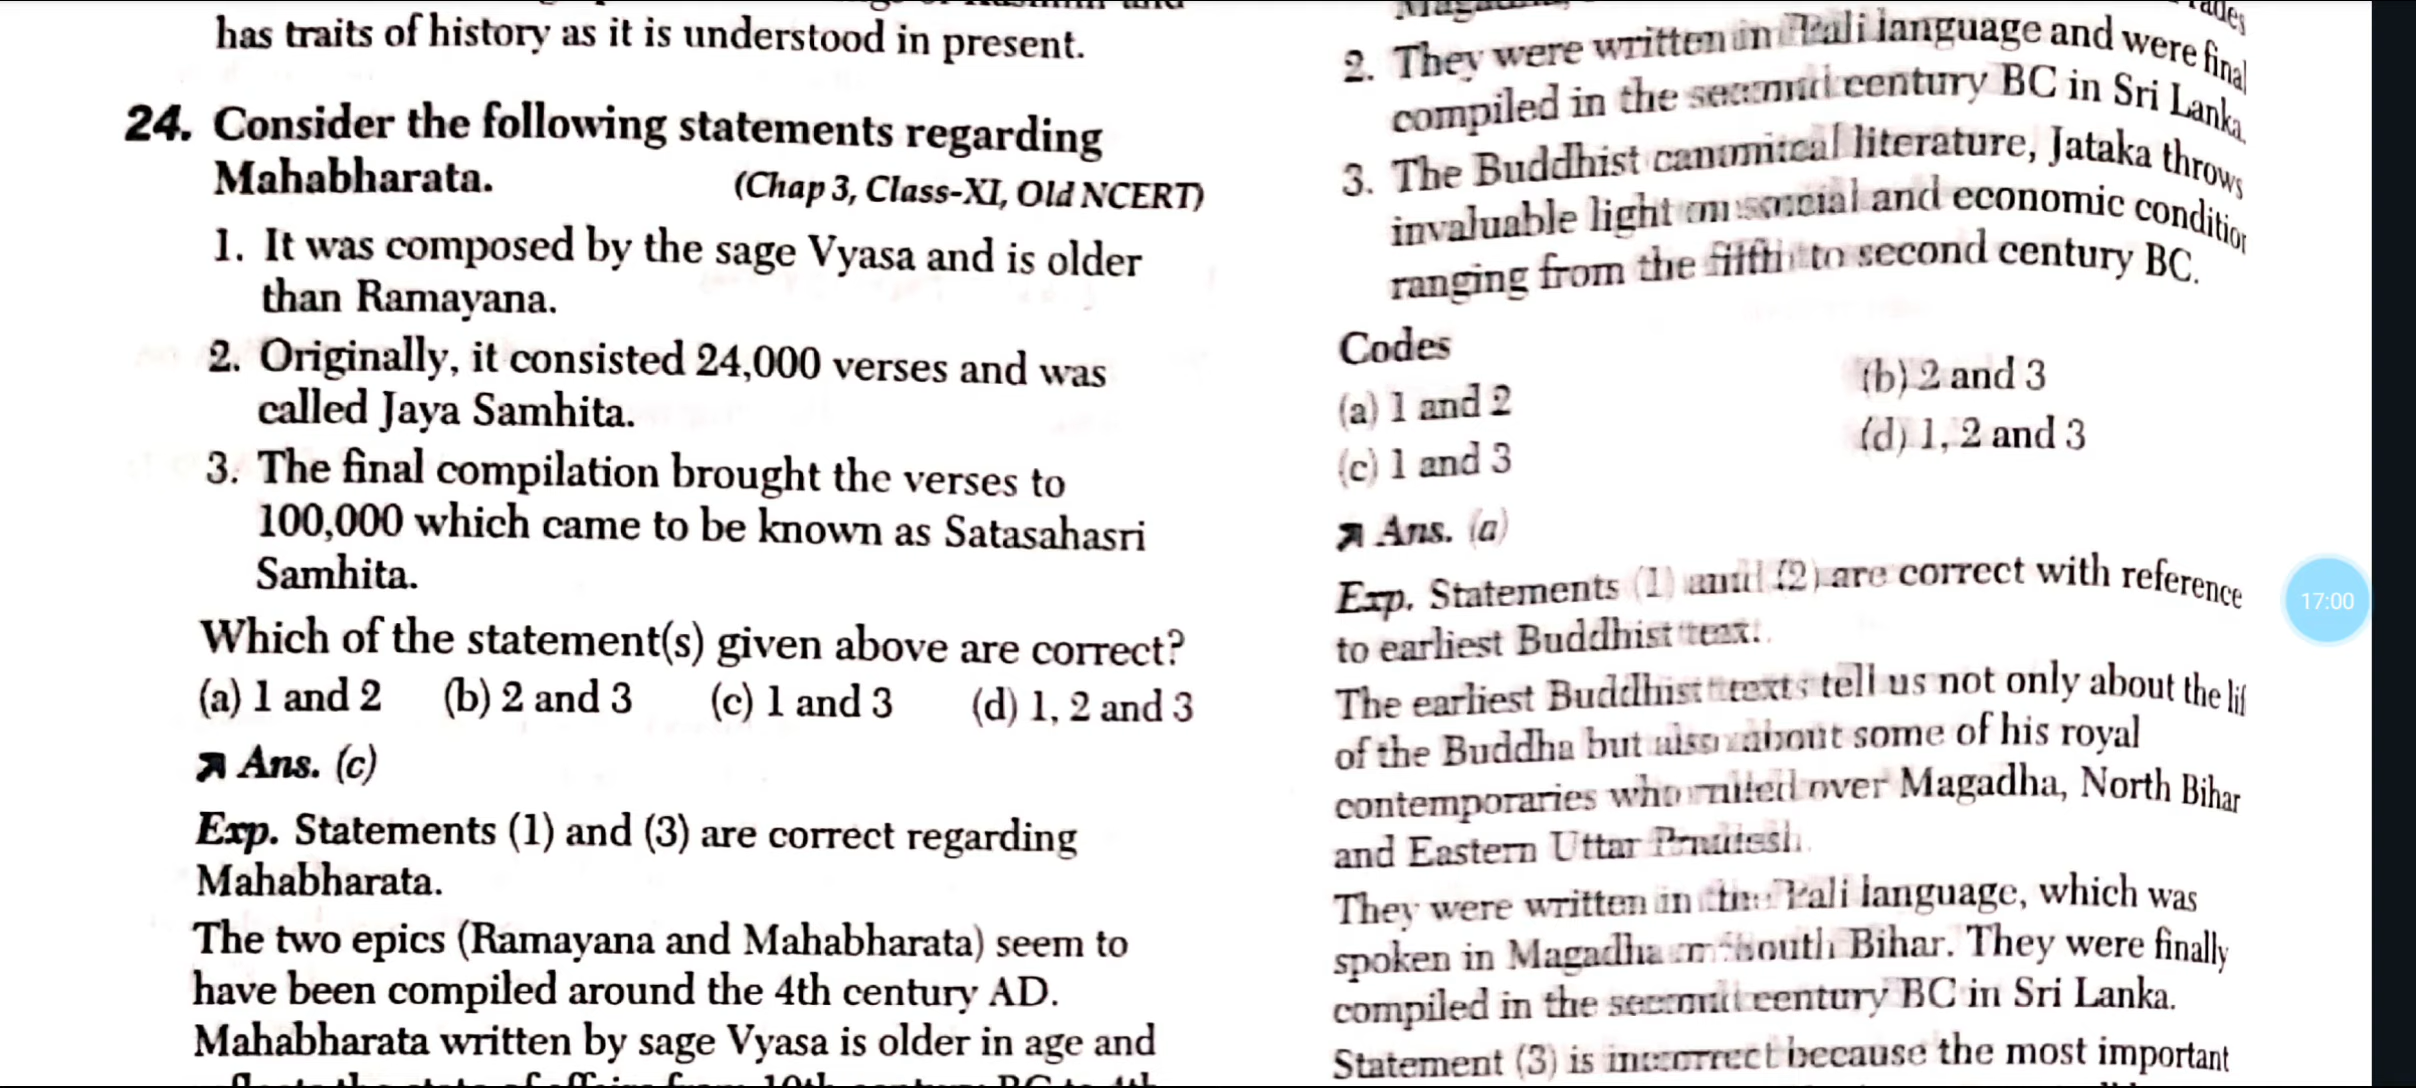 has traits of history as it is understood in present.
24. Consider the following statements regarding
Mahabharata. (Chap 3, Class-XI, Old NCERT)
1. It was composed by the sage Vyasa and is older
than Ramayana.
2. Originally, it consisted 24,000 verses and was
called Jaya Samhita.
3. The final compilation brought the verses to
100,000 which came to be known as Satasahasri
Samhita.
Which of the statement(s) given above are correct?
(a) 1 and 2 (b) 2 and 3 (c) 1 and 3 (d) 1, 2 and 3
Ans. (c)
Exp. Statements (1) and (3) are correct regarding
Mahabharata.
The two epics (Ramayana and Mahabharata) seem to
have been compiled around the 4th century AD.
Mahabharata written by sage Vyasa is older in age and
2. They were written in Pali language and were final
compiled in the second century BC in Sri Lanka.
3. The Buddhist canonical literature, Jataka throws
invaluable light on social and economic condition
ranging from the fifth to second century BC.
Codes
(a) 1 and 2 (b) 2 and 3
(c) 1 and 3 (d) 1, 2 and 3
Ans. (a)
Exp. Statements (1) and (2) are correct with reference
to earliest Buddhist text.
The earliest Buddhist texts tell us not only about the lif
of the Buddha but also about some of his royal
contemporaries who ruled over Magadha, North Bihar
and Eastern Uttar Pradesh.
They were written in the Pali language, which was
spoken in Magadha or South Bihar. They were finally
compiled in the second century BC in Sri Lanka.
Statement (3) is incorrect because the most important
17:00